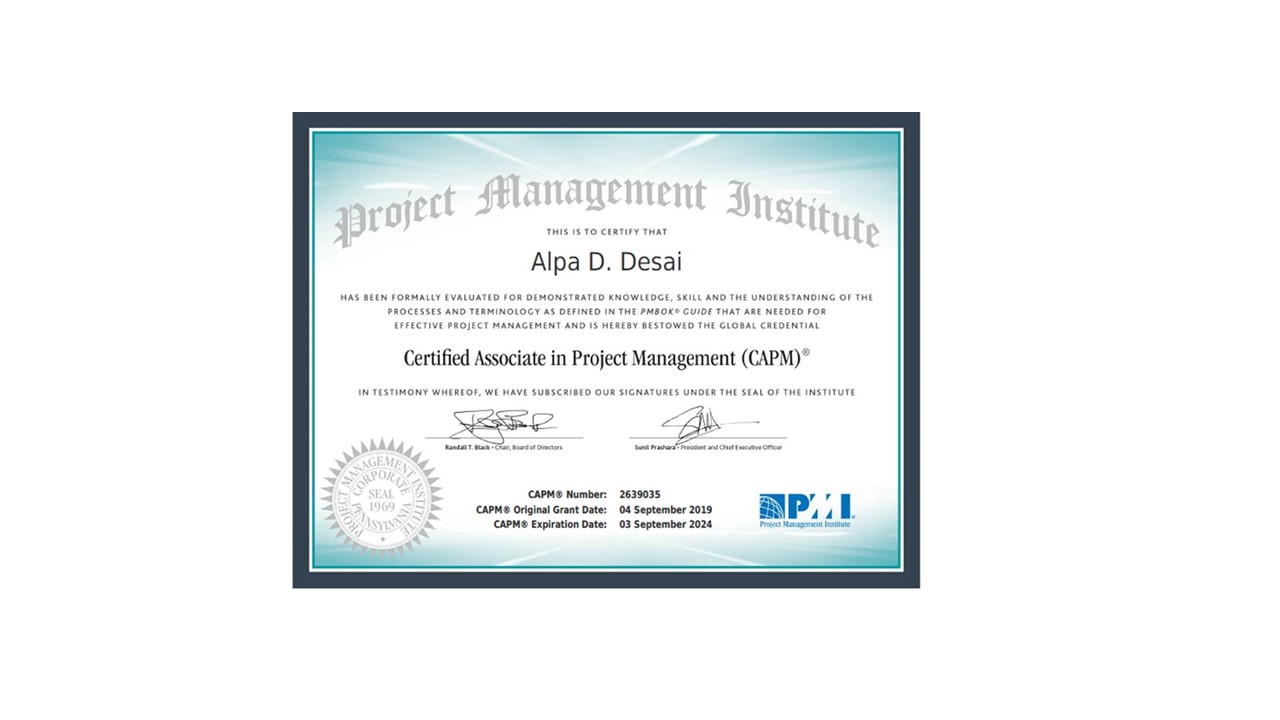 Project Management Institute
THIS IS TO CERTIFY THAT
Alpa D. Desai
HAS BEEN FORMALLY EVALUATED FOR DEMONSTRATED KNOWLEDGE, SKILL AND THE UNDERSTANDING OF THE
PROCESSES AND TERMINOLOGY AS DEFINED IN THE PMBOK® GUIDE THAT ARE NEEDED FOR
EFFECTIVE PROJECT MANAGEMENT AND IS HEREBY BESTOWED THE GLOBAL CREDENTIAL
Certified Associate in Project Management (CAPM)®
IN TESTIMONY WHEREOF, WE HAVE SUBSCRIBED OUR SIGNATURES UNDER THE SEAL OF THE INSTITUTE
Randall T. Black • Chair, Board of Directors
Sunil Prashara • President and Chief Executive Officer
PROJECT MANAGEMENT INSTITUTE
CORPORATE
SEAL
1969
PENNSYLVANIA
CAPM® Number: 2639035
CAPM® Original Grant Date: 04 September 2019
CAPM® Expiration Date: 03 September 2024
PMI®
Project Management Institute